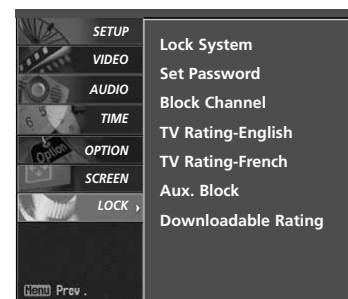 SETUP
VIDEO
AUDIO
TIME
OPTION
SCREEN
LOCK
Menu Prev.
Lock System
Set Password
Block Channel
TV Rating-English
TV Rating-French
Aux. Block
Downloadable Rating